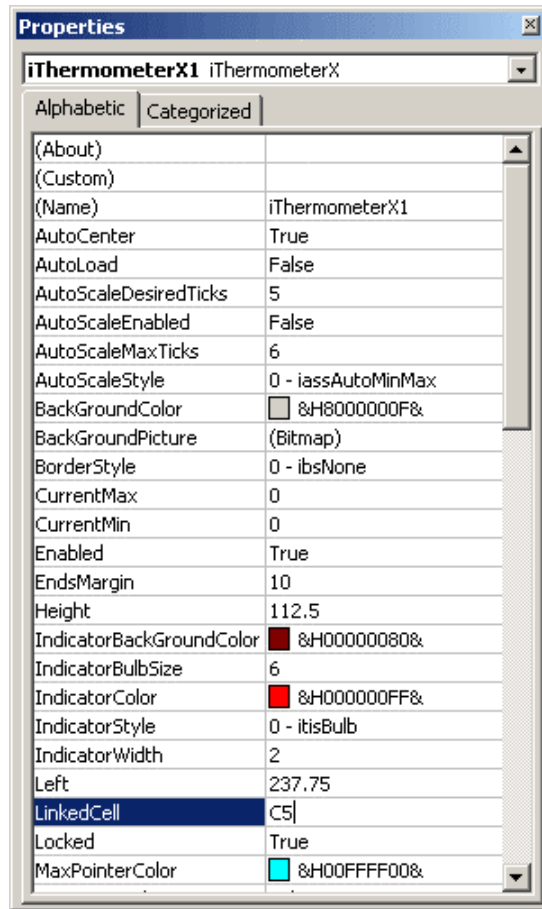 Properties
iThermometerX1 iThermometerX
Alphabetic Categorized
(About)
(Custom)
(Name) iThermometerX1
AutoCenter True
AutoLoad False
AutoScaleDesiredTicks 5
AutoScaleEnabled False
AutoScaleMaxTicks 6
AutoScaleStyle 0 - iassAutoMinMax
BackGroundColor &H8000000F&
BackGroundPicture (Bitmap)
BorderStyle 0 - ibsNone
CurrentMax 0
CurrentMin 0
Enabled True
EndsMargin 10
Height 112.5
IndicatorBackGroundColor &H00000080&
IndicatorBulbSize 6
IndicatorColor &H000000FF&
IndicatorStyle 0 - itisBulb
IndicatorWidth 2
Left 237.75
LinkedCell C5
Locked True
MaxPointerColor &H00FFFF00&